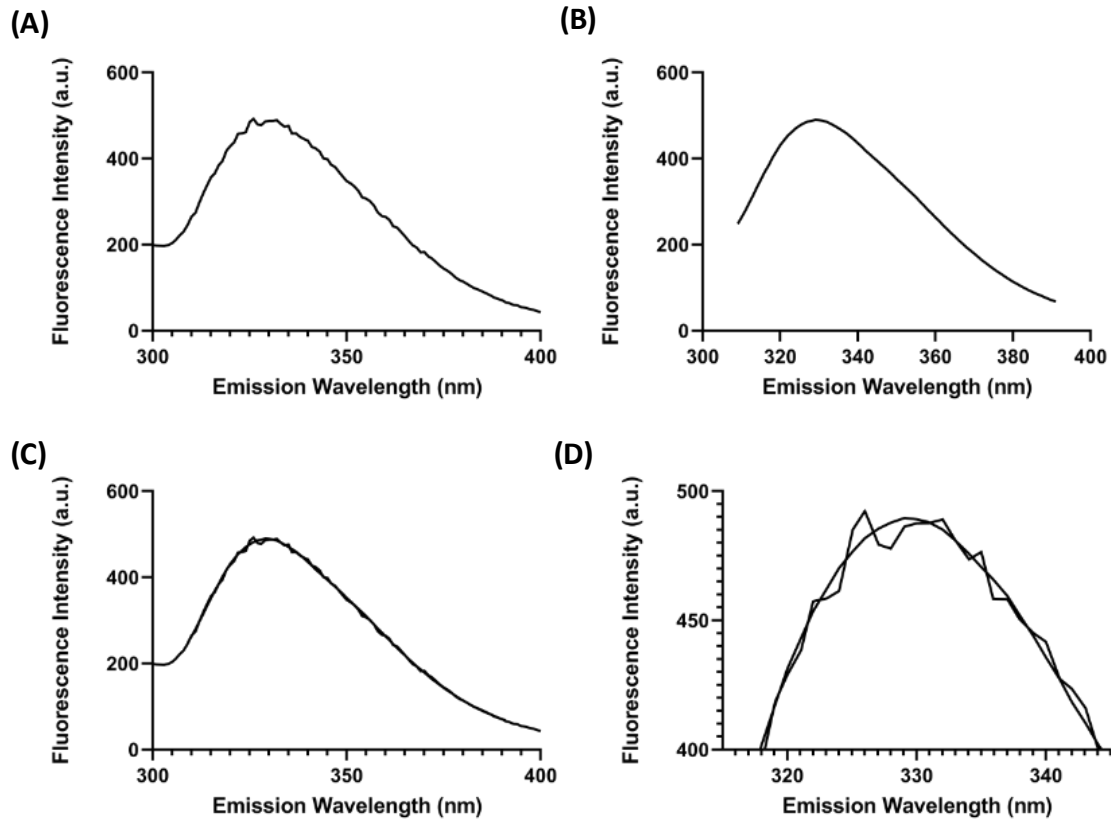 (A)
Fluorescence Intensity (a.u.)
600
400
200
0
300
350
400
Emission Wavelength (nm)
(B)
Fluorescence Intensity (a.u.)
600
400
200
0
300
320
340
360
380
400
Emission Wavelength (nm)
(C)
Fluorescence Intensity (a.u.)
600
400
200
0
300
350
400
Emission Wavelength (nm)
(D)
Fluorescence Intensity (a.u.)
500
450
400
320
330
340
Emission Wavelength (nm)